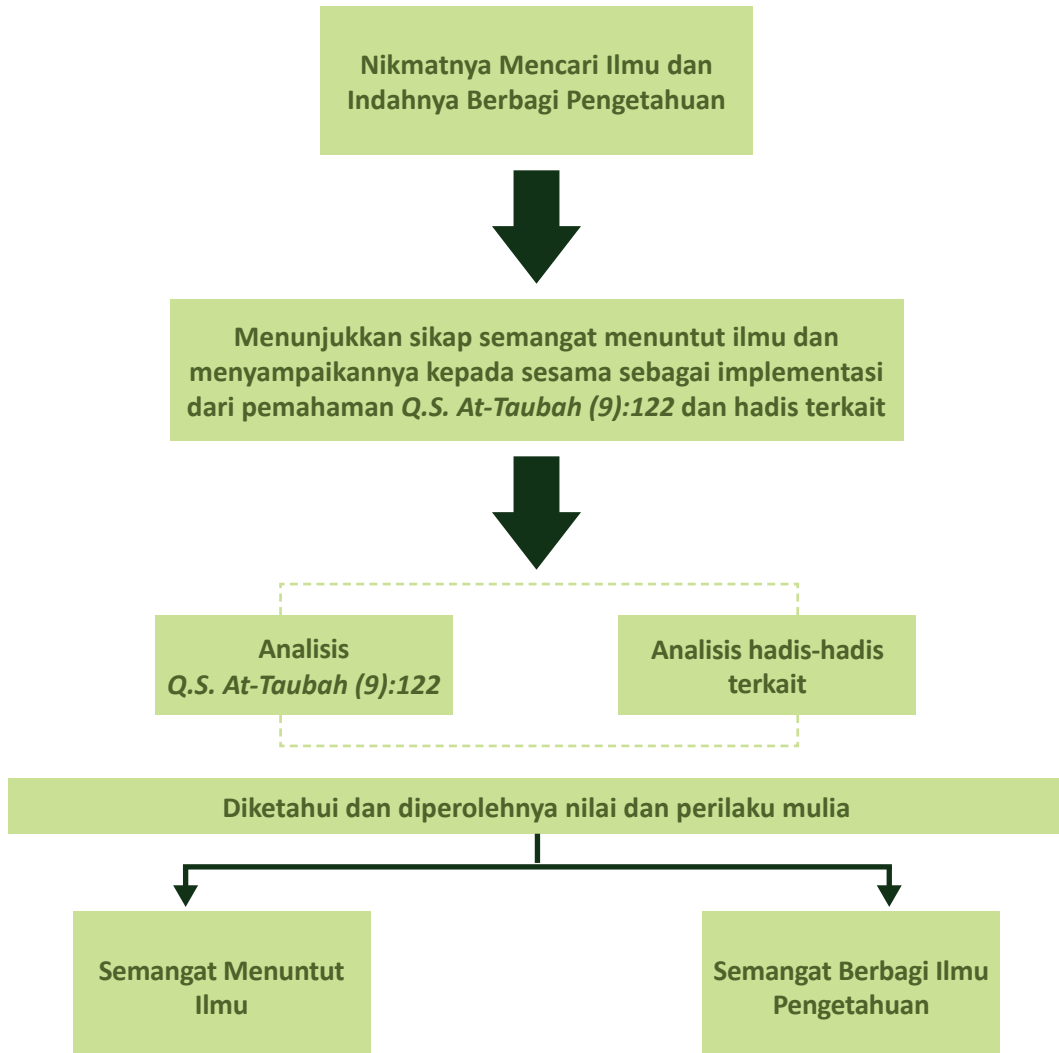 Nikmatnya Mencari Ilmu dan
Indahnya Berbagi Pengetahuan
Menunjukkan sikap semangat menuntut ilmu dan
menyampaikannya kepada sesama sebagai implementasi
dari pemahaman Q.S. At-Taubah (9):122 dan hadis terkait
Analisis
Q.S. At-Taubah (9):122
Analisis hadis-hadis
terkait
Diketahui dan diperolehnya nilai dan perilaku mulia
Semangat Menuntut
Ilmu
Semangat Berbagi Ilmu
Pengetahuan